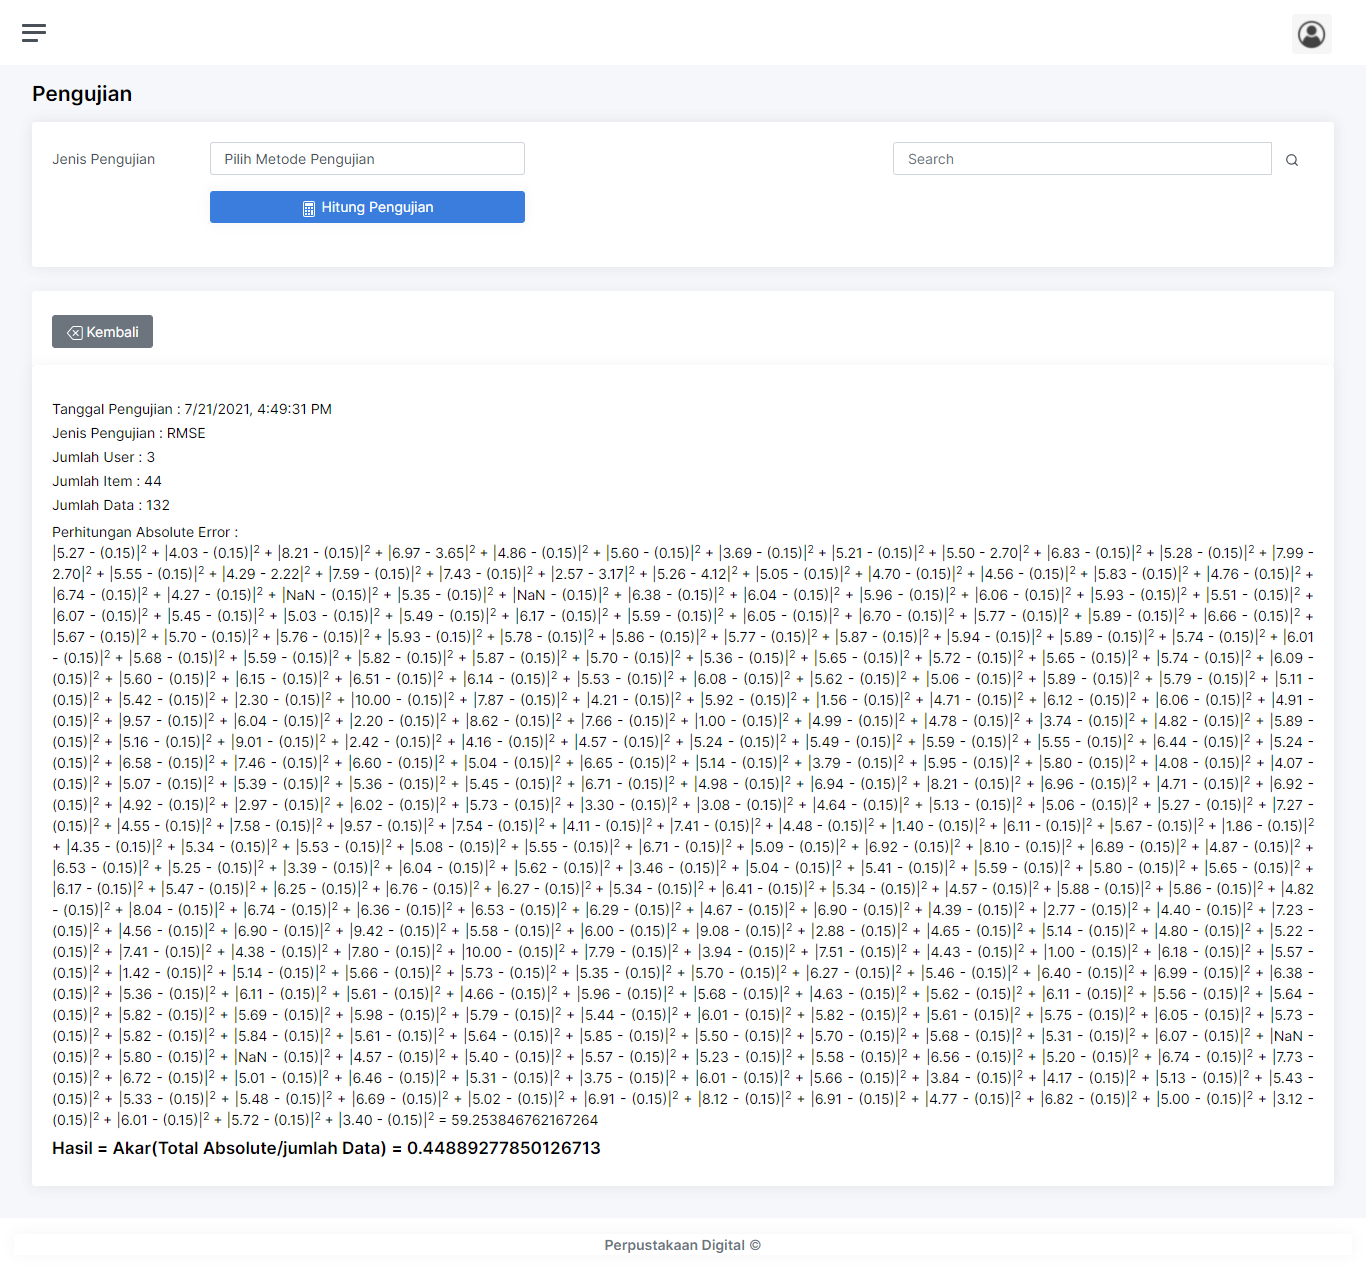 Pengujian
Jenis Pengujian
Pilih Metode Pengujian
Search
Hitung Pengujian
Kembali
Tanggal Pengujian : 7/21/2021, 4:49:31 PM
Jenis Pengujian : RMSE
Jumlah User : 3
Jumlah Item : 44
Jumlah Data : 132
Perhitungan Absolute Error :
|5.27 - (0.15)|² + |4.03 - (0.15)|² + |8.21 - (0.15)|² + |6.97 - 3.65|² + |4.86 - (0.15)|² + |5.60 - (0.15)|² + |3.69 - (0.15)|² + |5.21 - (0.15)|² + |5.50 - 2.70|² + |6.83 - (0.15)|² + |5.28 - (0.15)|² + |7.99 -
2.70|² + |5.55 - (0.15)|² + |4.29 - 2.22|² + |7.59 - (0.15)|² + |7.43 - (0.15)|² + |2.57 - 3.17|² + |5.26 - 4.12|² + |5.05 - (0.15)|² + |4.70 - (0.15)|² + |4.56 - (0.15)|² + |5.83 - (0.15)|² + |4.76 - (0.15)|² +
|6.74 - (0.15)|² + |4.27 - (0.15)|² + |NaN - (0.15)|² + |5.35 - (0.15)|² + |NaN - (0.15)|² + |6.38 - (0.15)|² + |6.04 - (0.15)|² + |5.96 - (0.15)|² + |6.06 - (0.15)|² + |5.93 - (0.15)|² + |5.51 - (0.15)|² +
|6.07 - (0.15)|² + |5.45 - (0.15)|² + |5.03 - (0.15)|² + |5.49 - (0.15)|² + |6.17 - (0.15)|² + |5.59 - (0.15)|² + |6.05 - (0.15)|² + |6.70 - (0.15)|² + |5.77 - (0.15)|² + |5.89 - (0.15)|² + |6.66 - (0.15)|² +
|5.67 - (0.15)|² + |5.70 - (0.15)|² + |5.76 - (0.15)|² + |5.93 - (0.15)|² + |5.78 - (0.15)|² + |5.86 - (0.15)|² + |5.77 - (0.15)|² + |5.87 - (0.15)|² + |5.94 - (0.15)|² + |5.89 - (0.15)|² + |5.74 - (0.15)|² + |6.01
- (0.15)|² + |5.68 - (0.15)|² + |5.59 - (0.15)|² + |5.82 - (0.15)|² + |5.87 - (0.15)|² + |5.70 - (0.15)|² + |5.36 - (0.15)|² + |5.65 - (0.15)|² + |5.72 - (0.15)|² + |5.65 - (0.15)|² + |5.74 - (0.15)|² + |6.09
- (0.15)|² + |5.60 - (0.15)|² + |6.15 - (0.15)|² + |6.51 - (0.15)|² + |6.14 - (0.15)|² + |5.53 - (0.15)|² + |6.08 - (0.15)|² + |5.62 - (0.15)|² + |5.06 - (0.15)|² + |5.89 - (0.15)|² + |5.79 - (0.15)|² + |5.11 -
(0.15)|² + |5.42 - (0.15)|² + |2.30 - (0.15)|² + |10.00 - (0.15)|² + |7.87 - (0.15)|² + |4.21 - (0.15)|² + |5.92 - (0.15)|² + |1.56 - (0.15)|² + |4.71 - (0.15)|² + |6.12 - (0.15)|² + |6.06 - (0.15)|² + |4.91 -
(0.15)|² + |9.57 - (0.15)|² + |6.04 - (0.15)|² + |2.20 - (0.15)|² + |8.62 - (0.15)|² + |7.66 - (0.15)|² + |1.00 - (0.15)|² + |4.99 - (0.15)|² + |4.78 - (0.15)|² + |3.74 - (0.15)|² + |4.82 - (0.15)|² + |5.89 -
(0.15)|² + |5.16 - (0.15)|² + |9.01 - (0.15)|² + |2.42 - (0.15)|² + |4.16 - (0.15)|² + |4.57 - (0.15)|² + |5.24 - (0.15)|² + |5.49 - (0.15)|² + |5.59 - (0.15)|² + |5.55 - (0.15)|² + |6.44 - (0.15)|² + |5.24 -
(0.15)|² + |6.58 - (0.15)|² + |7.46 - (0.15)|² + |6.60 - (0.15)|² + |5.04 - (0.15)|² + |6.65 - (0.15)|² + |5.14 - (0.15)|² + |3.79 - (0.15)|² + |5.95 - (0.15)|² + |5.80 - (0.15)|² + |4.08 - (0.15)|² + |4.07 -
(0.15)|² + |5.07 - (0.15)|² + |5.39 - (0.15)|² + |5.36 - (0.15)|² + |5.45 - (0.15)|² + |6.71 - (0.15)|² + |4.98 - (0.15)|² + |6.94 - (0.15)|² + |8.21 - (0.15)|² + |6.96 - (0.15)|² + |4.71 - (0.15)|² + |6.92 -
(0.15)|² + |4.92 - (0.15)|² + |2.97 - (0.15)|² + |6.02 - (0.15)|² + |5.73 - (0.15)|² + |3.30 - (0.15)|² + |3.08 - (0.15)|² + |4.64 - (0.15)|² + |5.13 - (0.15)|² + |5.06 - (0.15)|² + |5.27 - (0.15)|² + |7.27 -
(0.15)|² + |4.55 - (0.15)|² + |7.58 - (0.15)|² + |9.57 - (0.15)|² + |7.54 - (0.15)|² + |4.11 - (0.15)|² + |7.41 - (0.15)|² + |4.48 - (0.15)|² + |1.40 - (0.15)|² + |6.11 - (0.15)|² + |5.67 - (0.15)|² + |1.86 - (0.15)|²
+ |4.35 - (0.15)|² + |5.34 - (0.15)|² + |5.53 - (0.15)|² + |5.08 - (0.15)|² + |5.55 - (0.15)|² + |6.71 - (0.15)|² + |5.09 - (0.15)|² + |6.92 - (0.15)|² + |8.10 - (0.15)|² + |6.89 - (0.15)|² + |4.87 - (0.15)|² +
|6.53 - (0.15)|² + |5.25 - (0.15)|² + |3.39 - (0.15)|² + |6.04 - (0.15)|² + |5.62 - (0.15)|² + |3.46 - (0.15)|² + |5.04 - (0.15)|² + |5.41 - (0.15)|² + |5.59 - (0.15)|² + |5.80 - (0.15)|² + |5.65 - (0.15)|² +
|6.17 - (0.15)|² + |5.47 - (0.15)|² + |6.25 - (0.15)|² + |6.76 - (0.15)|² + |6.27 - (0.15)|² + |5.34 - (0.15)|² + |6.41 - (0.15)|² + |5.34 - (0.15)|² + |4.57 - (0.15)|² + |5.88 - (0.15)|² + |5.86 - (0.15)|² + |4.82
- (0.15)|² + |8.04 - (0.15)|² + |6.74 - (0.15)|² + |6.36 - (0.15)|² + |6.53 - (0.15)|² + |6.29 - (0.15)|² + |4.67 - (0.15)|² + |6.90 - (0.15)|² + |4.39 - (0.15)|² + |2.77 - (0.15)|² + |4.40 - (0.15)|² + |7.23 -
(0.15)|² + |4.56 - (0.15)|² + |6.90 - (0.15)|² + |9.42 - (0.15)|² + |5.58 - (0.15)|² + |6.00 - (0.15)|² + |9.08 - (0.15)|² + |2.88 - (0.15)|² + |4.65 - (0.15)|² + |5.14 - (0.15)|² + |4.80 - (0.15)|² + |5.22 -
(0.15)|² + |7.41 - (0.15)|² + |4.38 - (0.15)|² + |7.80 - (0.15)|² + |10.00 - (0.15)|² + |7.79 - (0.15)|² + |3.94 - (0.15)|² + |7.51 - (0.15)|² + |4.43 - (0.15)|² + |1.00 - (0.15)|² + |6.18 - (0.15)|² + |5.57 -
(0.15)|² + |1.42 - (0.15)|² + |5.14 - (0.15)|² + |5.66 - (0.15)|² + |5.73 - (0.15)|² + |5.35 - (0.15)|² + |5.70 - (0.15)|² + |6.27 - (0.15)|² + |5.46 - (0.15)|² + |6.40 - (0.15)|² + |6.99 - (0.15)|² + |6.38 -
(0.15)|² + |5.36 - (0.15)|² + |6.11 - (0.15)|² + |5.61 - (0.15)|² + |4.66 - (0.15)|² + |5.96 - (0.15)|² + |5.68 - (0.15)|² + |4.63 - (0.15)|² + |5.62 - (0.15)|² + |6.11 - (0.15)|² + |5.56 - (0.15)|² + |5.64 -
(0.15)|² + |5.82 - (0.15)|² + |5.69 - (0.15)|² + |5.98 - (0.15)|² + |5.79 - (0.15)|² + |5.44 - (0.15)|² + |6.01 - (0.15)|² + |5.82 - (0.15)|² + |5.61 - (0.15)|² + |5.75 - (0.15)|² + |6.05 - (0.15)|² + |5.73 -
(0.15)|² + |5.82 - (0.15)|² + |5.84 - (0.15)|² + |5.61 - (0.15)|² + |5.64 - (0.15)|² + |5.85 - (0.15)|² + |5.50 - (0.15)|² + |5.70 - (0.15)|² + |5.68 - (0.15)|² + |5.31 - (0.15)|² + |6.07 - (0.15)|² + |NaN -
(0.15)|² + |5.80 - (0.15)|² + |NaN - (0.15)|² + |4.57 - (0.15)|² + |5.40 - (0.15)|² + |5.57 - (0.15)|² + |5.23 - (0.15)|² + |5.58 - (0.15)|² + |6.56 - (0.15)|² + |5.20 - (0.15)|² + |6.74 - (0.15)|² + |7.73 -
(0.15)|² + |6.72 - (0.15)|² + |5.01 - (0.15)|² + |6.46 - (0.15)|² + |5.31 - (0.15)|² + |3.75 - (0.15)|² + |6.01 - (0.15)|² + |5.66 - (0.15)|² + |3.84 - (0.15)|² + |4.17 - (0.15)|² + |5.13 - (0.15)|² + |5.43 -
(0.15)|² + |5.33 - (0.15)|² + |5.48 - (0.15)|² + |6.69 - (0.15)|² + |5.02 - (0.15)|² + |6.91 - (0.15)|² + |8.12 - (0.15)|² + |6.91 - (0.15)|² + |4.77 - (0.15)|² + |6.82 - (0.15)|² + |5.00 - (0.15)|² + |3.12 -
(0.15)|² + |6.01 - (0.15)|² + |5.72 - (0.15)|² + |3.40 - (0.15)|² = 59.253846762167264
Hasil = Akar(Total Absolute/jumlah Data) = 0.44889277850126713
Perpustakaan Digital ©